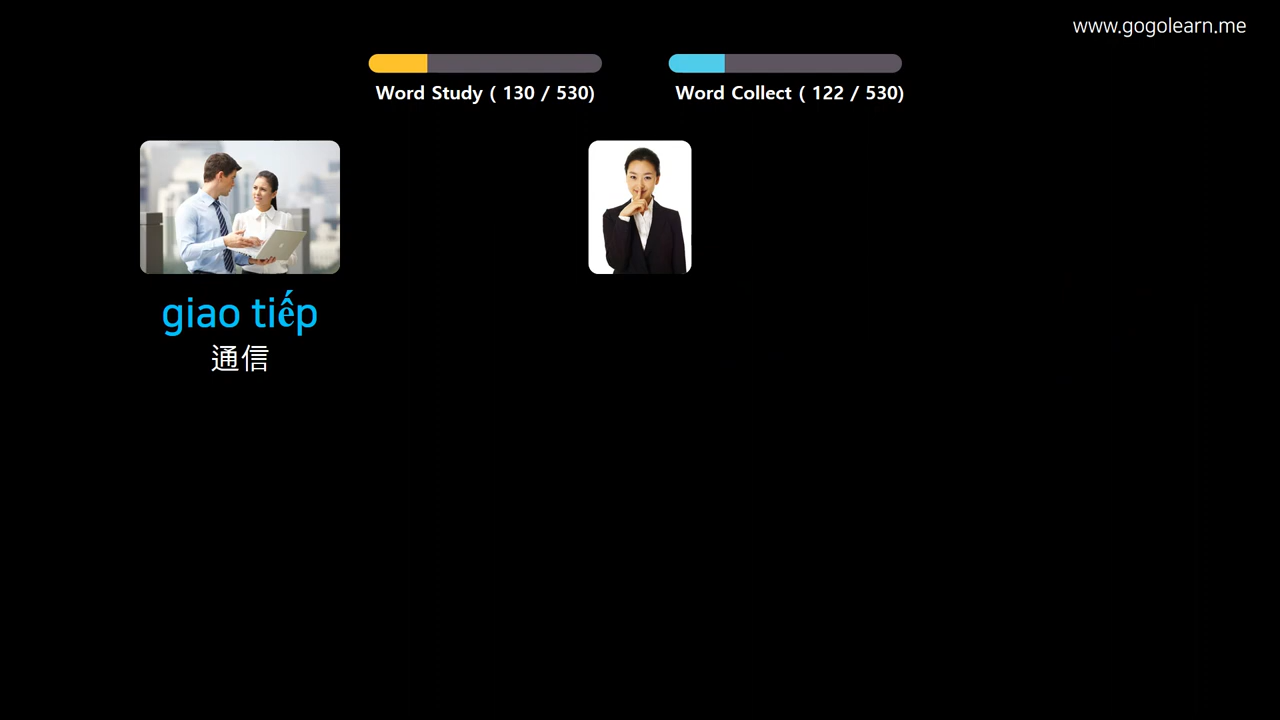 www.gogolearn.me
Word Study ( 130 / 530)
Word Collect ( 122 / 530)
giao tiếp
通信